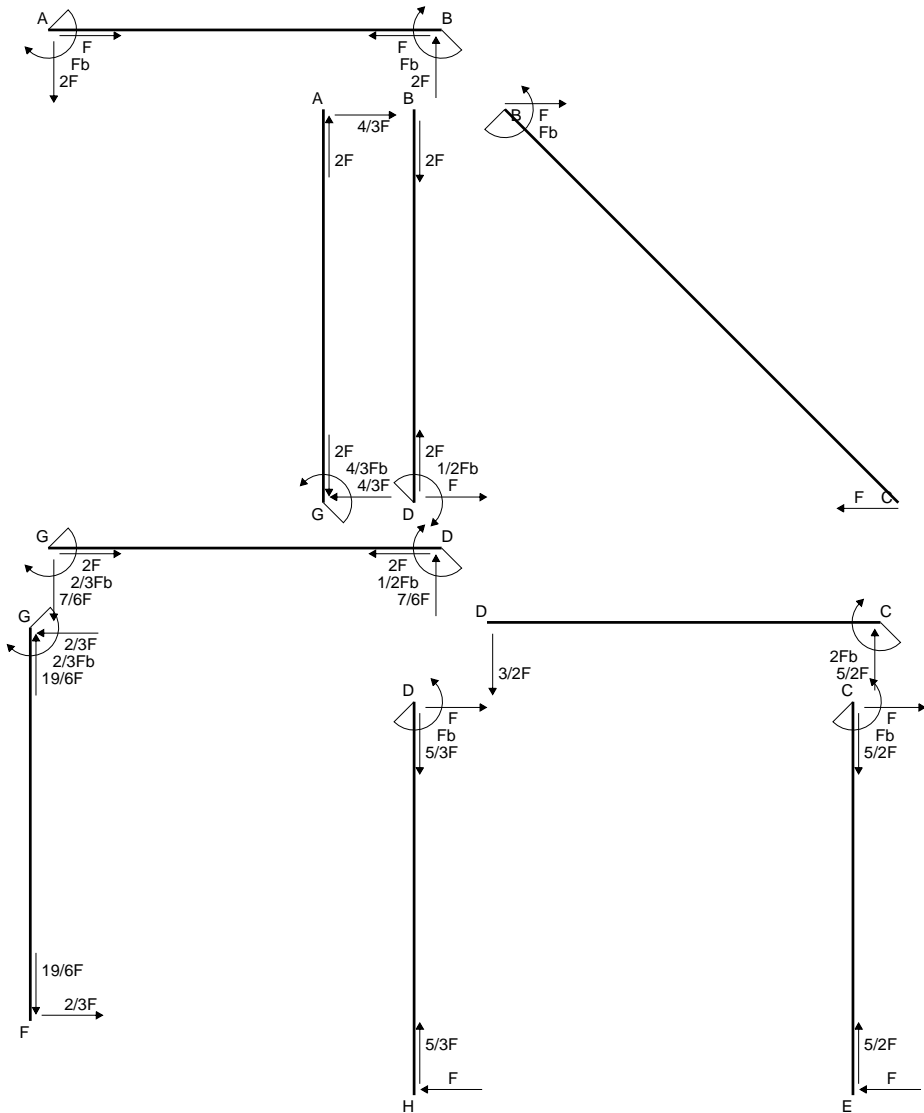 A B
F F
Fb Fb
2F 2F
A B
4/3F
2F 2F
B F
Fb
2F 2F
4/3Fb 1/2Fb
4/3F F
G D
F C
G D
2F 2F
2/3Fb 1/2Fb
7/6F 7/6F
G
2/3F
2/3Fb
19/6F
D C
2Fb
3/2F 5/2F
D C
F F
Fb Fb
5/3F 5/2F
19/6F
2/3F
F
5/3F 5/2F
F F
H E